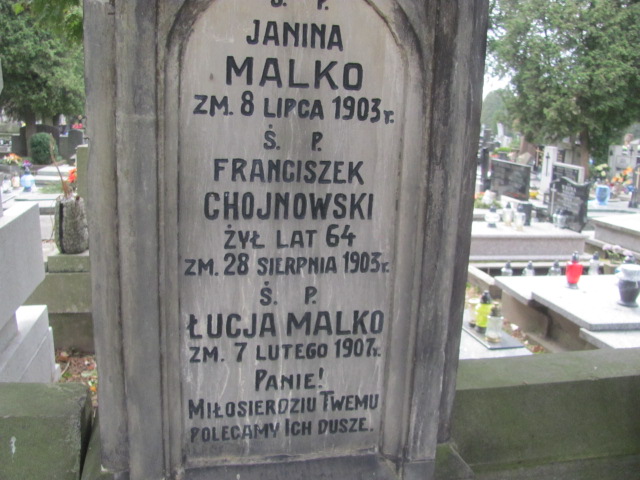 Ś. P.
JANINA
MALKO
ZM. 8 LIPCA 1903 r.
Ś. P.
FRANCISZEK
CHOJNOWSKI
ŻYŁ LAT 64
ZM. 28 SIERPNIA 1903 r.
Ś. P.
ŁUCJA MALKO
ZM. 7 LUTEGO 1907 r.
PANIE!
MIŁOSIERDZIU TWEMU
POLECAMY ICH DUSZE.